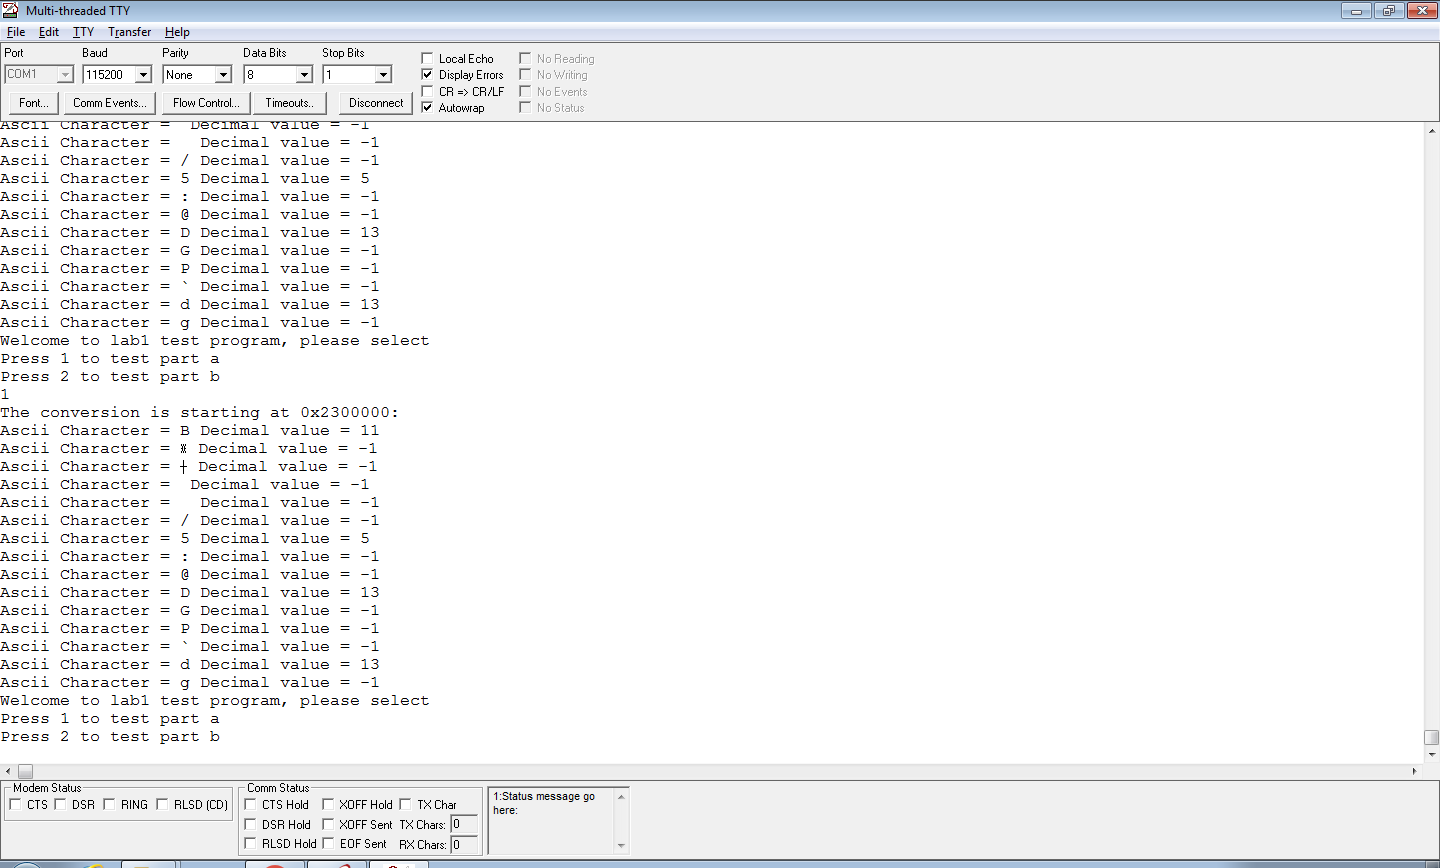 Multi-threaded TTY
File Edit TTY Transfer Help
Port Baud Parity Data Bits Stop Bits
COM1 115200 None 8 1
Font... Comm Events... Flow Control... Timeouts.. Disconnect
Local Echo No Reading
Display Errors No Writing
CR => CR/LF No Events
Autowrap No Status
Ascii Character = Decimal value = -1
Ascii Character = Decimal value = -1
Ascii Character = / Decimal value = -1
Ascii Character = 5 Decimal value = 5
Ascii Character = : Decimal value = -1
Ascii Character = @ Decimal value = -1
Ascii Character = D Decimal value = 13
Ascii Character = G Decimal value = -1
Ascii Character = P Decimal value = -1
Ascii Character = ` Decimal value = -1
Ascii Character = d Decimal value = 13
Ascii Character = g Decimal value = -1
Welcome to lab1 test program, please select
Press 1 to test part a
Press 2 to test part b
1
The conversion is starting at 0x2300000:
Ascii Character = B Decimal value = 11
Ascii Character = Decimal value = -1
Ascii Character = ┼ Decimal value = -1
Ascii Character = Decimal value = -1
Ascii Character = Decimal value = -1
Ascii Character = / Decimal value = -1
Ascii Character = 5 Decimal value = 5
Ascii Character = : Decimal value = -1
Ascii Character = @ Decimal value = -1
Ascii Character = D Decimal value = 13
Ascii Character = G Decimal value = -1
Ascii Character = P Decimal value = -1
Ascii Character = ` Decimal value = -1
Ascii Character = d Decimal value = 13
Ascii Character = g Decimal value = -1
Welcome to lab1 test program, please select
Press 1 to test part a
Press 2 to test part b
Modem Status
CTS DSR RING RLSD (CD)
Comm Status
CTS Hold XOFF Hold TX Char
DSR Hold XOFF Sent TX Chars: 0
RLSD Hold EOF Sent RX Chars: 0
1:Status message go
here: